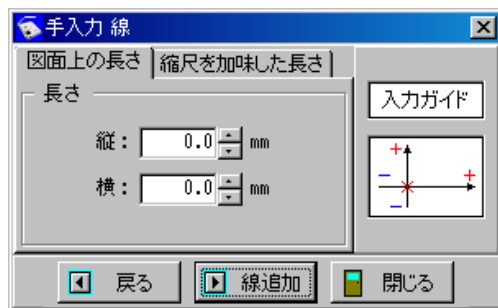 手入力 線
図面上の長さ 縮尺を加味した長さ
長さ
縦： 0.0 mm
横： 0.0 mm
入力ガイド
+
- +
-
戻る 線追加 閉じる